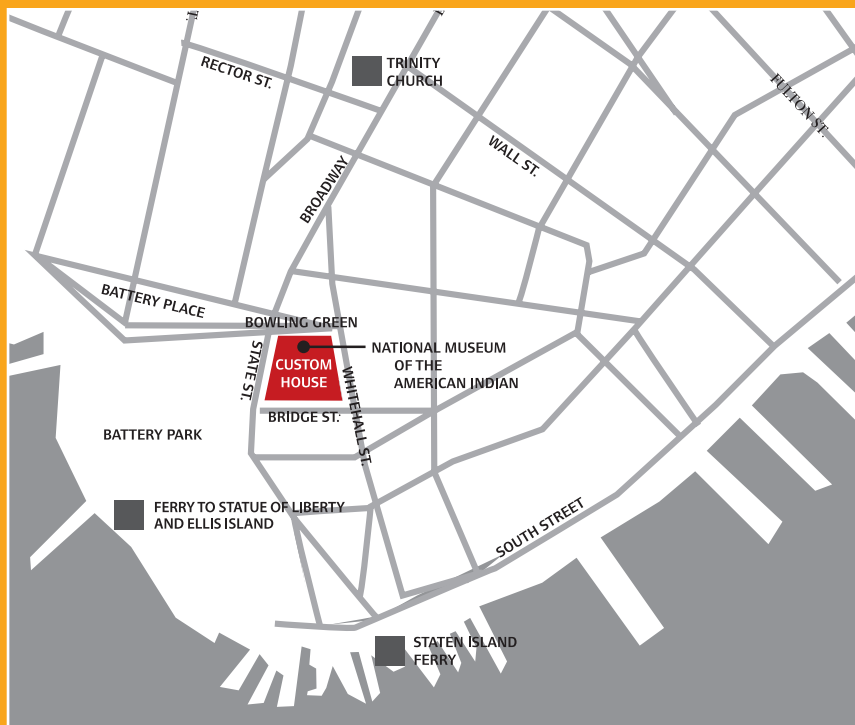 RECTOR ST.
TRINITY
CHURCH
FULTON ST.
WALL ST.
BROADWAY
BATTERY PLACE
BOWLING GREEN
STATE ST.
CUSTOM
HOUSE
NATIONAL MUSEUM
OF THE
AMERICAN INDIAN
WHITEHALL ST.
BRIDGE ST.
BATTERY PARK
FERRY TO STATUE OF LIBERTY
AND ELLIS ISLAND
SOUTH STREET
STATEN ISLAND
FERRY